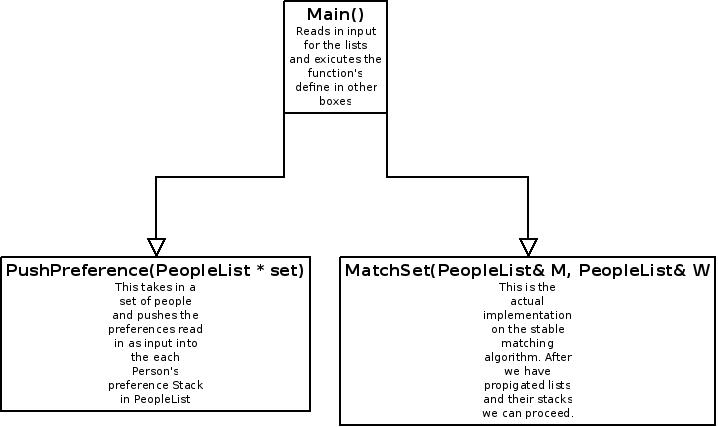 Main()
Reads in input
for the lists
and exicutes the
function's
define in other
boxes
PushPreference(PeopleList * set)
This takes in a
set of people
and pushes the
preferences read
in as input into
the each
Person's
preference Stack
in PeopleList
MatchSet(PeopleList& M, PeopleList& W
This is the
actual
implementation
on the stable
matching
algorithm. After
we have
propigated lists
and their stacks
we can proceed.